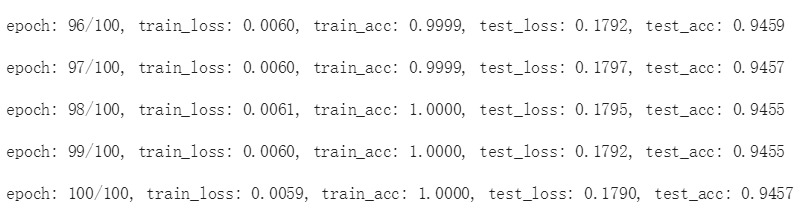 epoch: 96/100, train_loss: 0.0060, train_acc: 0.9999, test_loss: 0.1792, test_acc: 0.9459
epoch: 97/100, train_loss: 0.0060, train_acc: 0.9999, test_loss: 0.1797, test_acc: 0.9457
epoch: 98/100, train_loss: 0.0061, train_acc: 1.0000, test_loss: 0.1795, test_acc: 0.9455
epoch: 99/100, train_loss: 0.0060, train_acc: 1.0000, test_loss: 0.1792, test_acc: 0.9455
epoch: 100/100, train_loss: 0.0059, train_acc: 1.0000, test_loss: 0.1790, test_acc: 0.9457